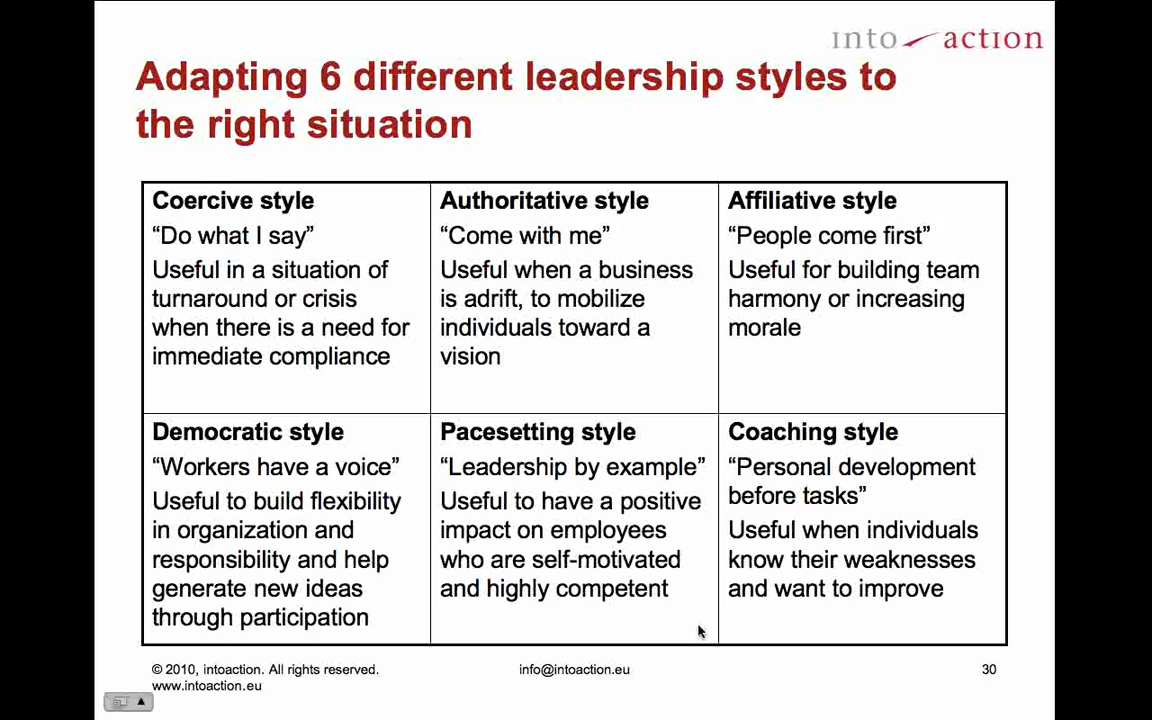 into action
Adapting 6 different leadership styles to
the right situation
Coercive style
“Do what I say”
Useful in a situation of
turnaround or crisis
when there is a need for
immediate compliance
Authoritative style
“Come with me”
Useful when a business
is adrift, to mobilize
individuals toward a
vision
Affiliative style
“People come first”
Useful for building team
harmony or increasing
morale
Democratic style
“Workers have a voice”
Useful to build flexibility
in organization and
responsibility and help
generate new ideas
through participation
Pacesetting style
“Leadership by example”
Useful to have a positive
impact on employees
who are self-motivated
and highly competent
Coaching style
“Personal development
before tasks”
Useful when individuals
know their weaknesses
and want to improve
© 2010, intoaction. All rights reserved.
www.intoaction.eu
info@intoaction.eu
30